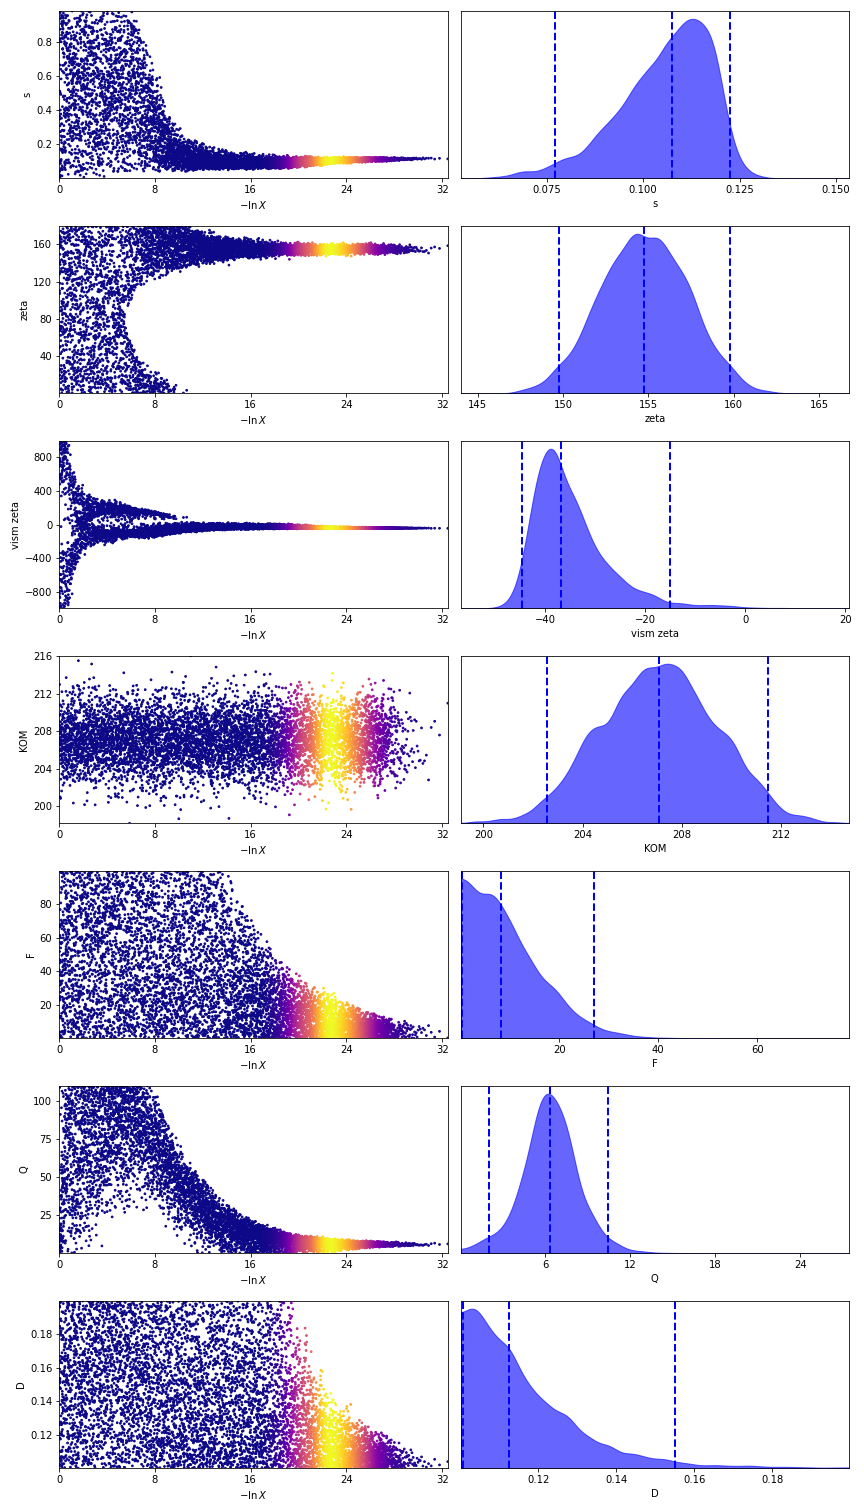 0.8
0.6
0.4
0.2
s
0 8 16 24 32
−ln X
0.075 0.100 0.125 0.150
s
160
120
80
40
zeta
0 8 16 24 32
−ln X
145 150 155 160 165
zeta
800
400
0
−400
−800
vism zeta
0 8 16 24 32
−ln X
−40 −20 0 20
vism zeta
216
212
208
204
200
KOM
0 8 16 24 32
−ln X
200 204 208 212
KOM
80
60
40
20
F
0 8 16 24 32
−ln X
20 40 60
F
100
75
50
25
Q
0 8 16 24 32
−ln X
6 12 18 24
Q
0.18
0.16
0.14
0.12
D
0 8 16 24 32
−ln X
0.12 0.14 0.16 0.18
D